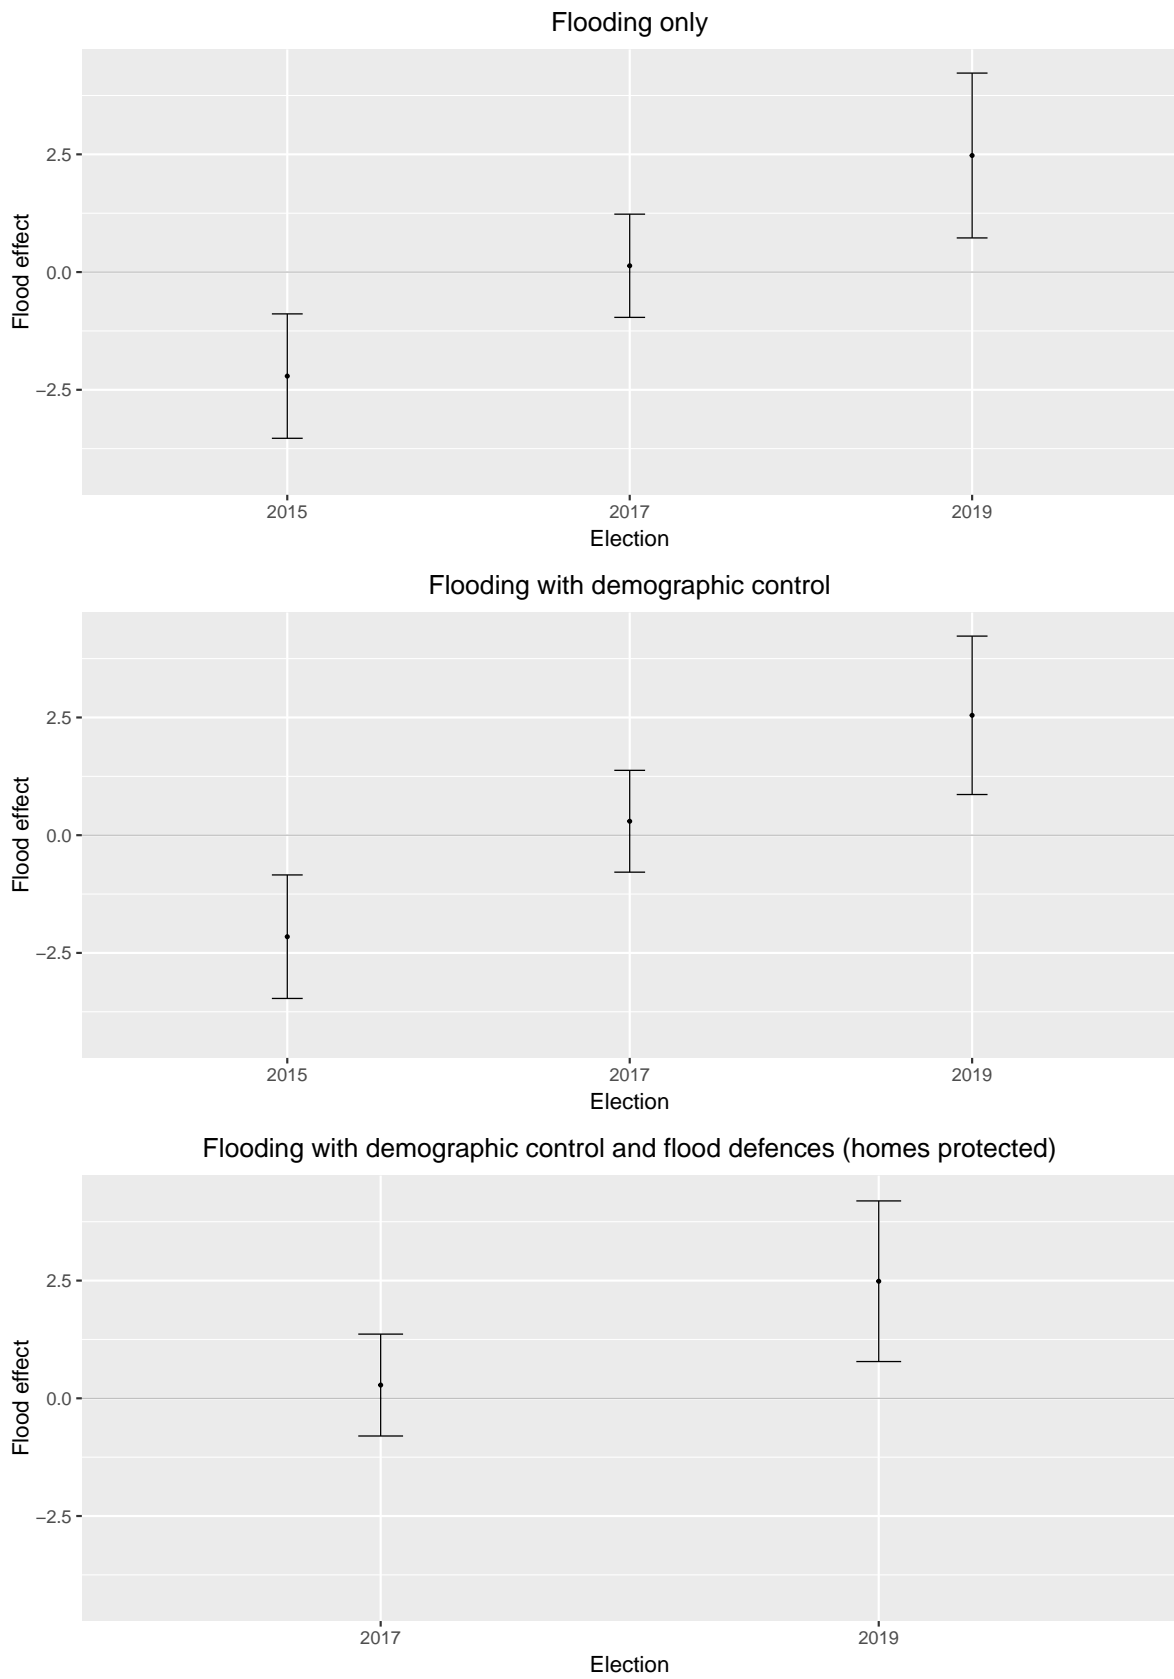 Flooding only
Flood effect
2.5
0.0
−2.5
2015 2017 2019
Election
Flooding with demographic control
Flood effect
2.5
0.0
−2.5
2015 2017 2019
Election
Flooding with demographic control and flood defences (homes protected)
Flood effect
2.5
0.0
−2.5
2017 2019
Election